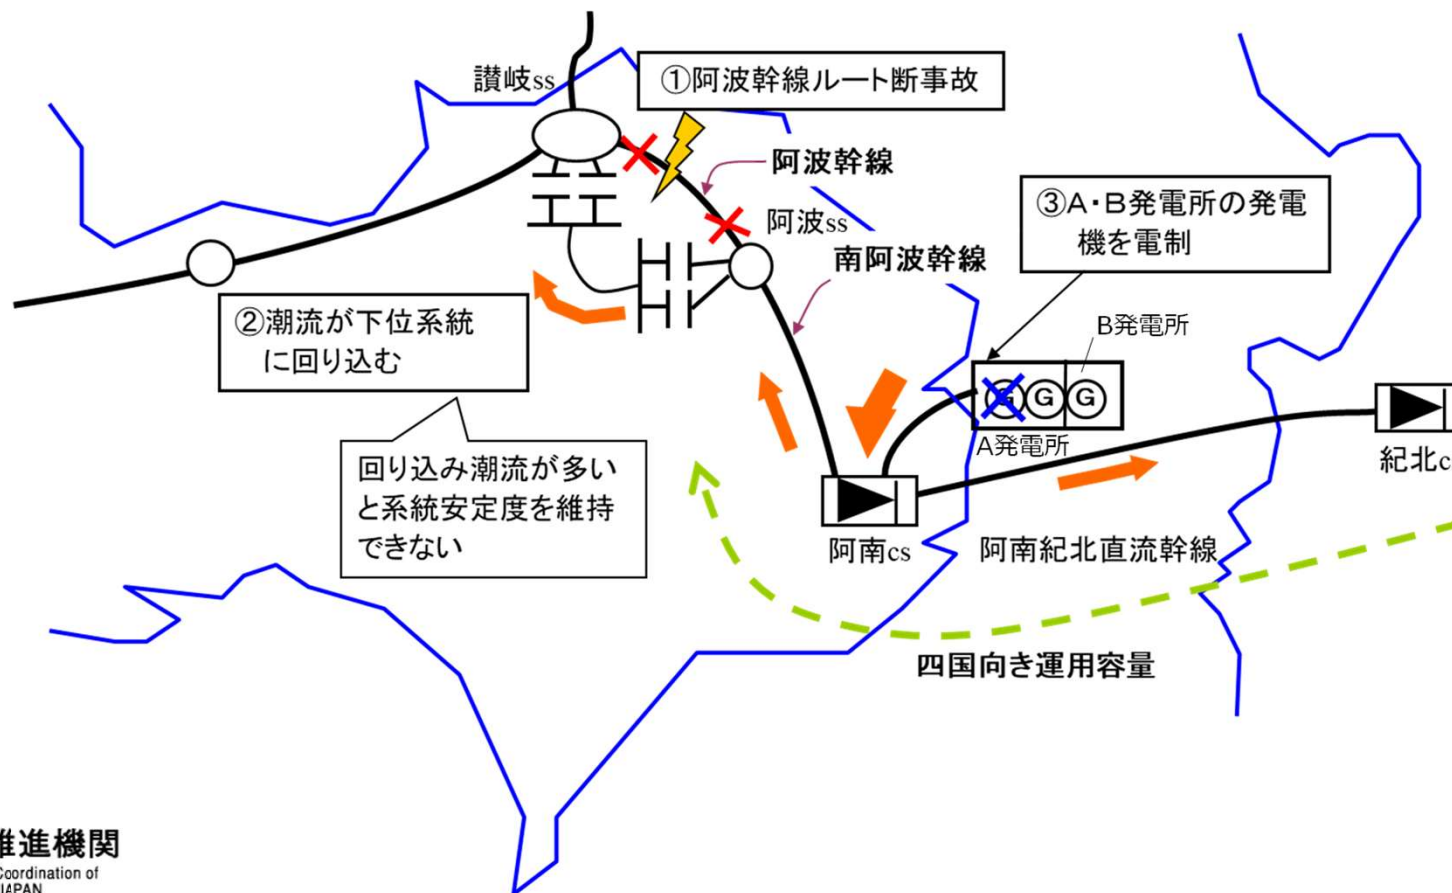 讃岐ss
①阿波幹線ルート断事故
阿波幹線
阿波ss
南阿波幹線
③A・B発電所の発電
機を電制
②潮流が下位系統
に回り込む
B発電所
G G G
A発電所
回り込み潮流が多い
と系統安定度を維持
できない
紀北c
阿南cs
阿南紀北直流幹線
四国向き運用容量
推進機関
Coordination of
JAPAN